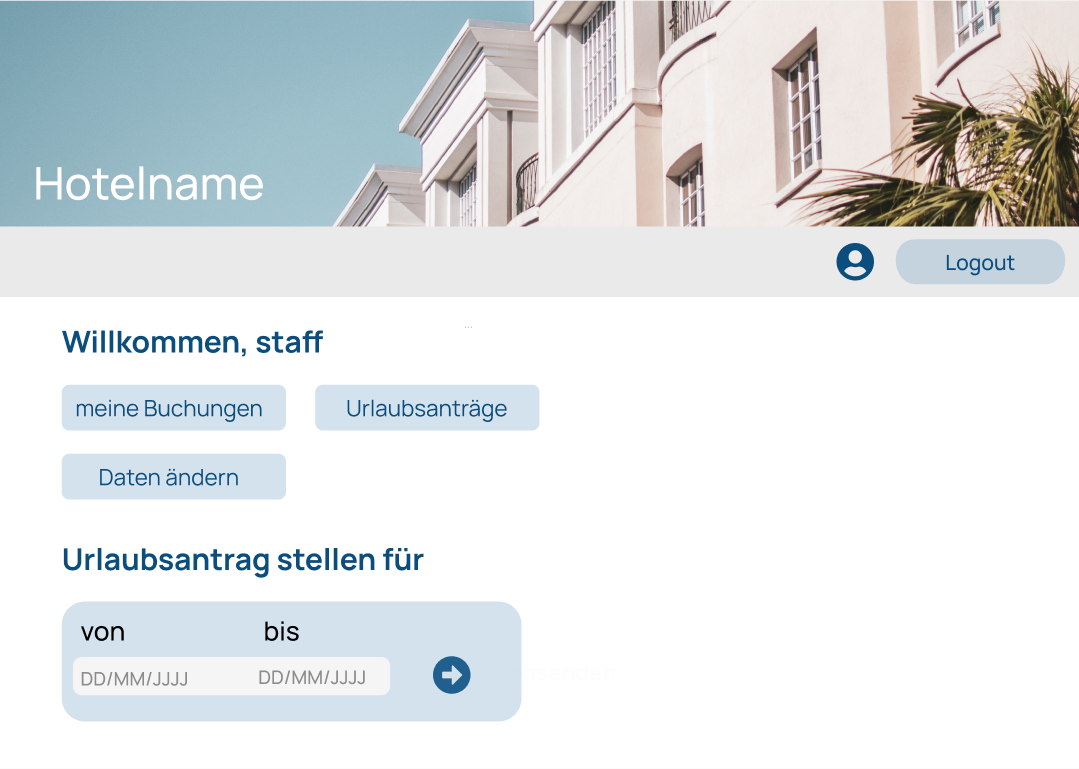 Hotelname
Logout
Willkommen, staff
...
meine Buchungen
Urlaubsanträge
Daten ändern
Urlaubsantrag stellen für
von bis
DD/MM/JJJJ DD/MM/JJJJ